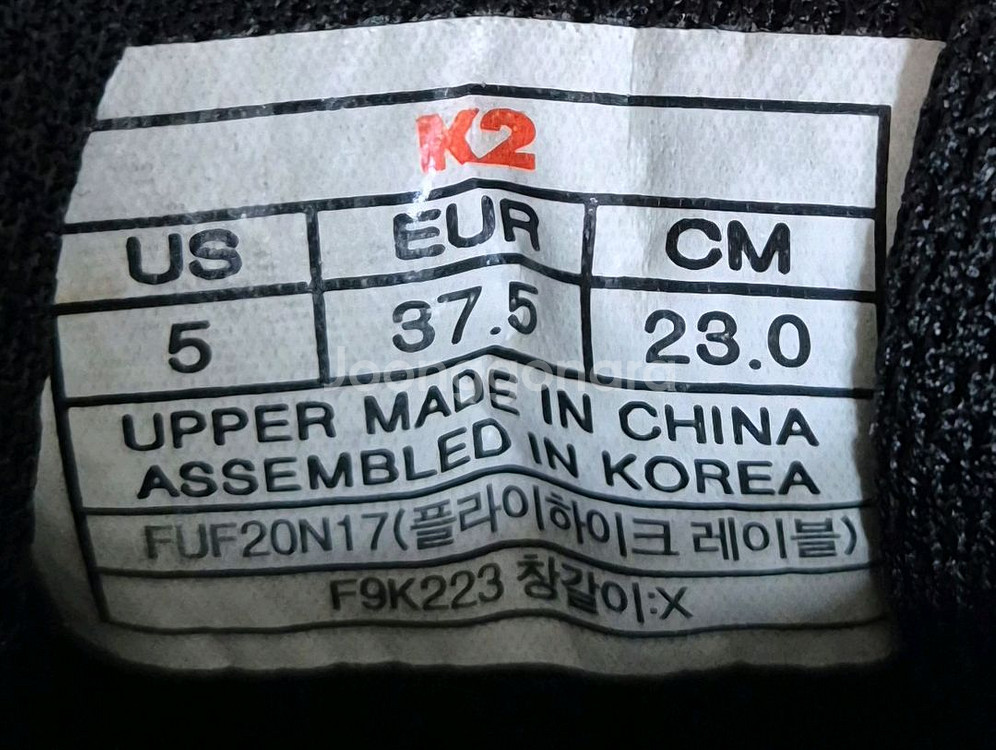 K2
US EUR CM
5 37.5 23.0
UPPER MADE IN CHINA
ASSEMBLED IN KOREA
FUF20N17(플라이하이크 레이블)
F9K223 창갈이:X
Joongonara